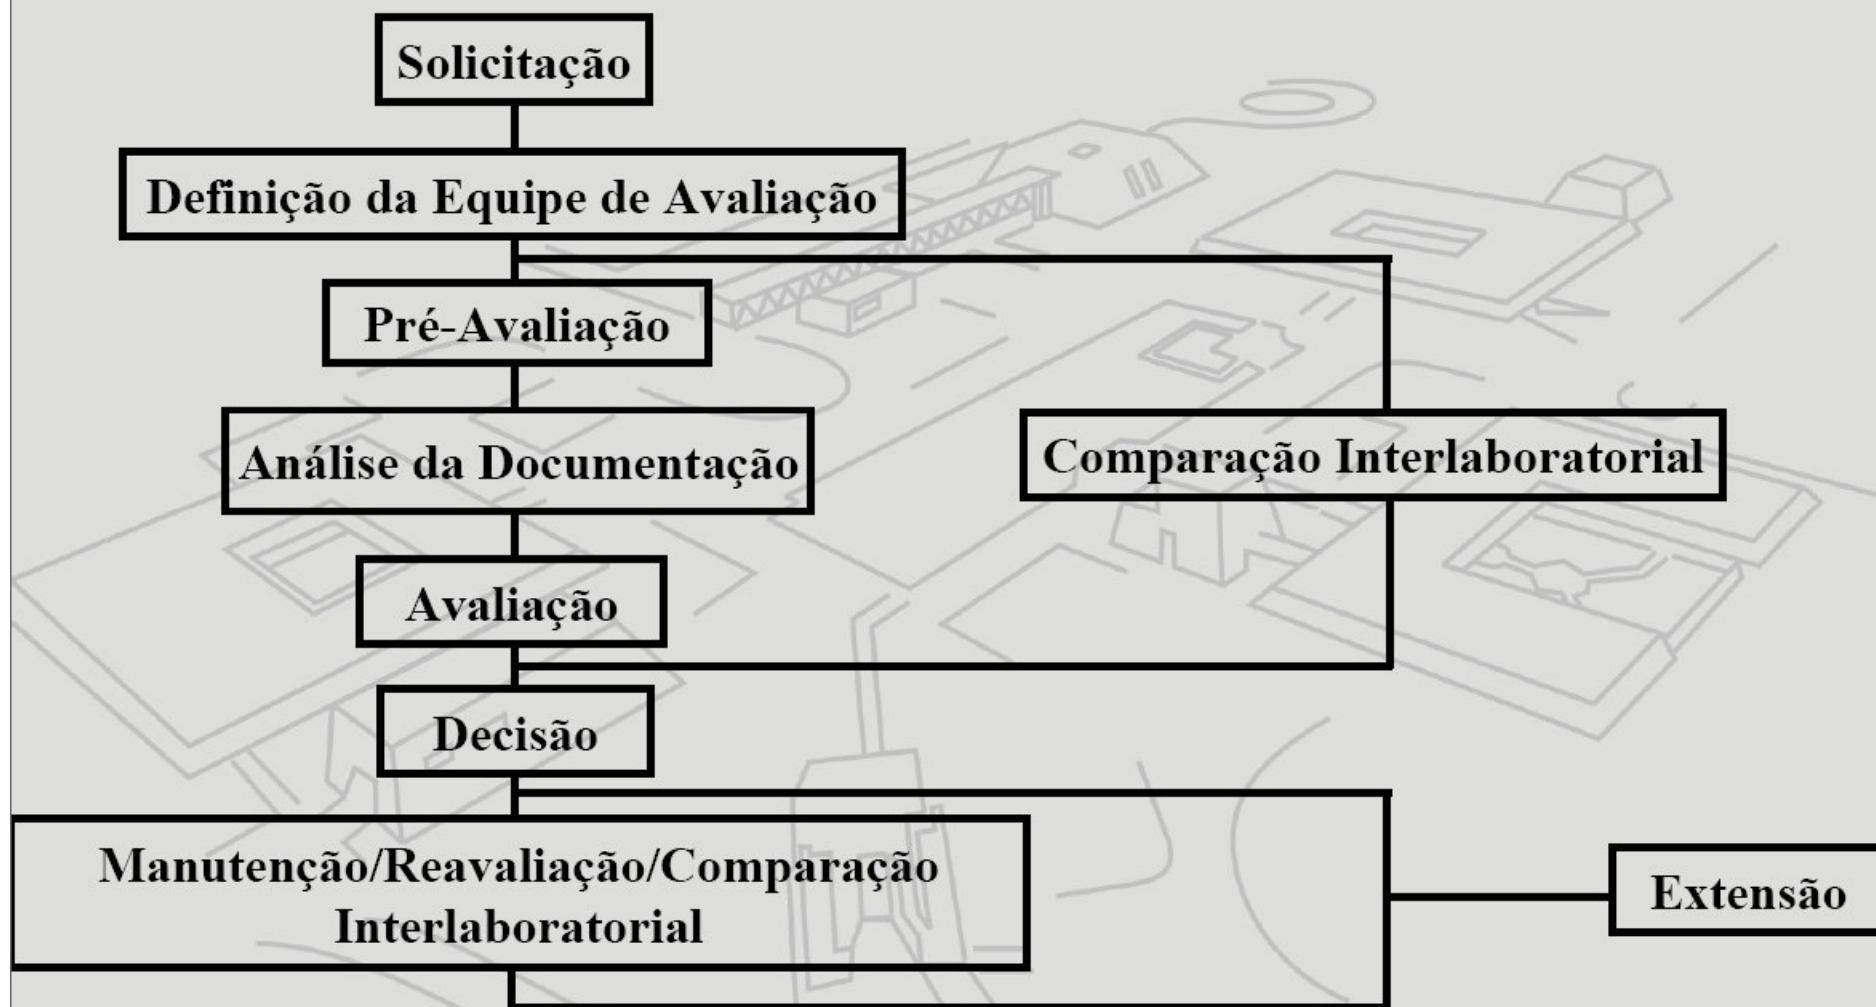 Solicitação
Definição da Equipe de Avaliação
Pré-Avaliação
Análise da Documentação
Comparação Interlaboratorial
Avaliação
Decisão
Manutenção/Reavaliação/Comparação
Interlaboratorial
Extensão